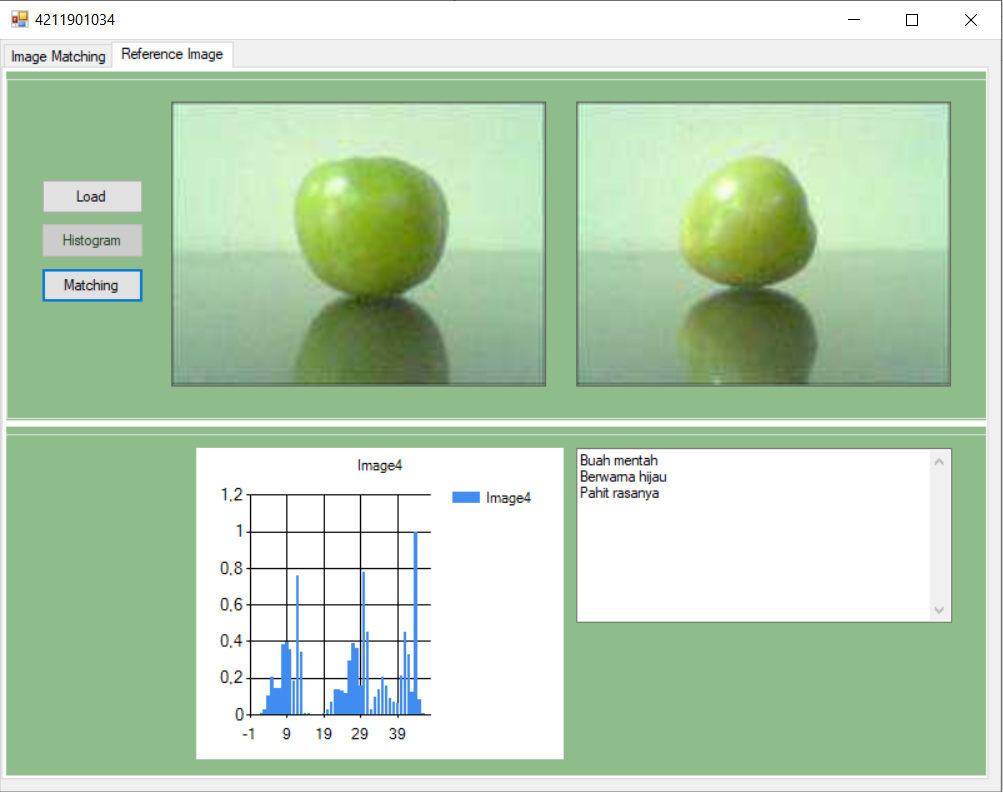 4211901034
Image Matching
Reference Image
Load
Histogram
Matching
Image4
1,2
1
0,8
0,6
0,4
0,2
0
-1 9 19 29 39
Image4
Buah mentah
Berwarna hijau
Pahit rasanya